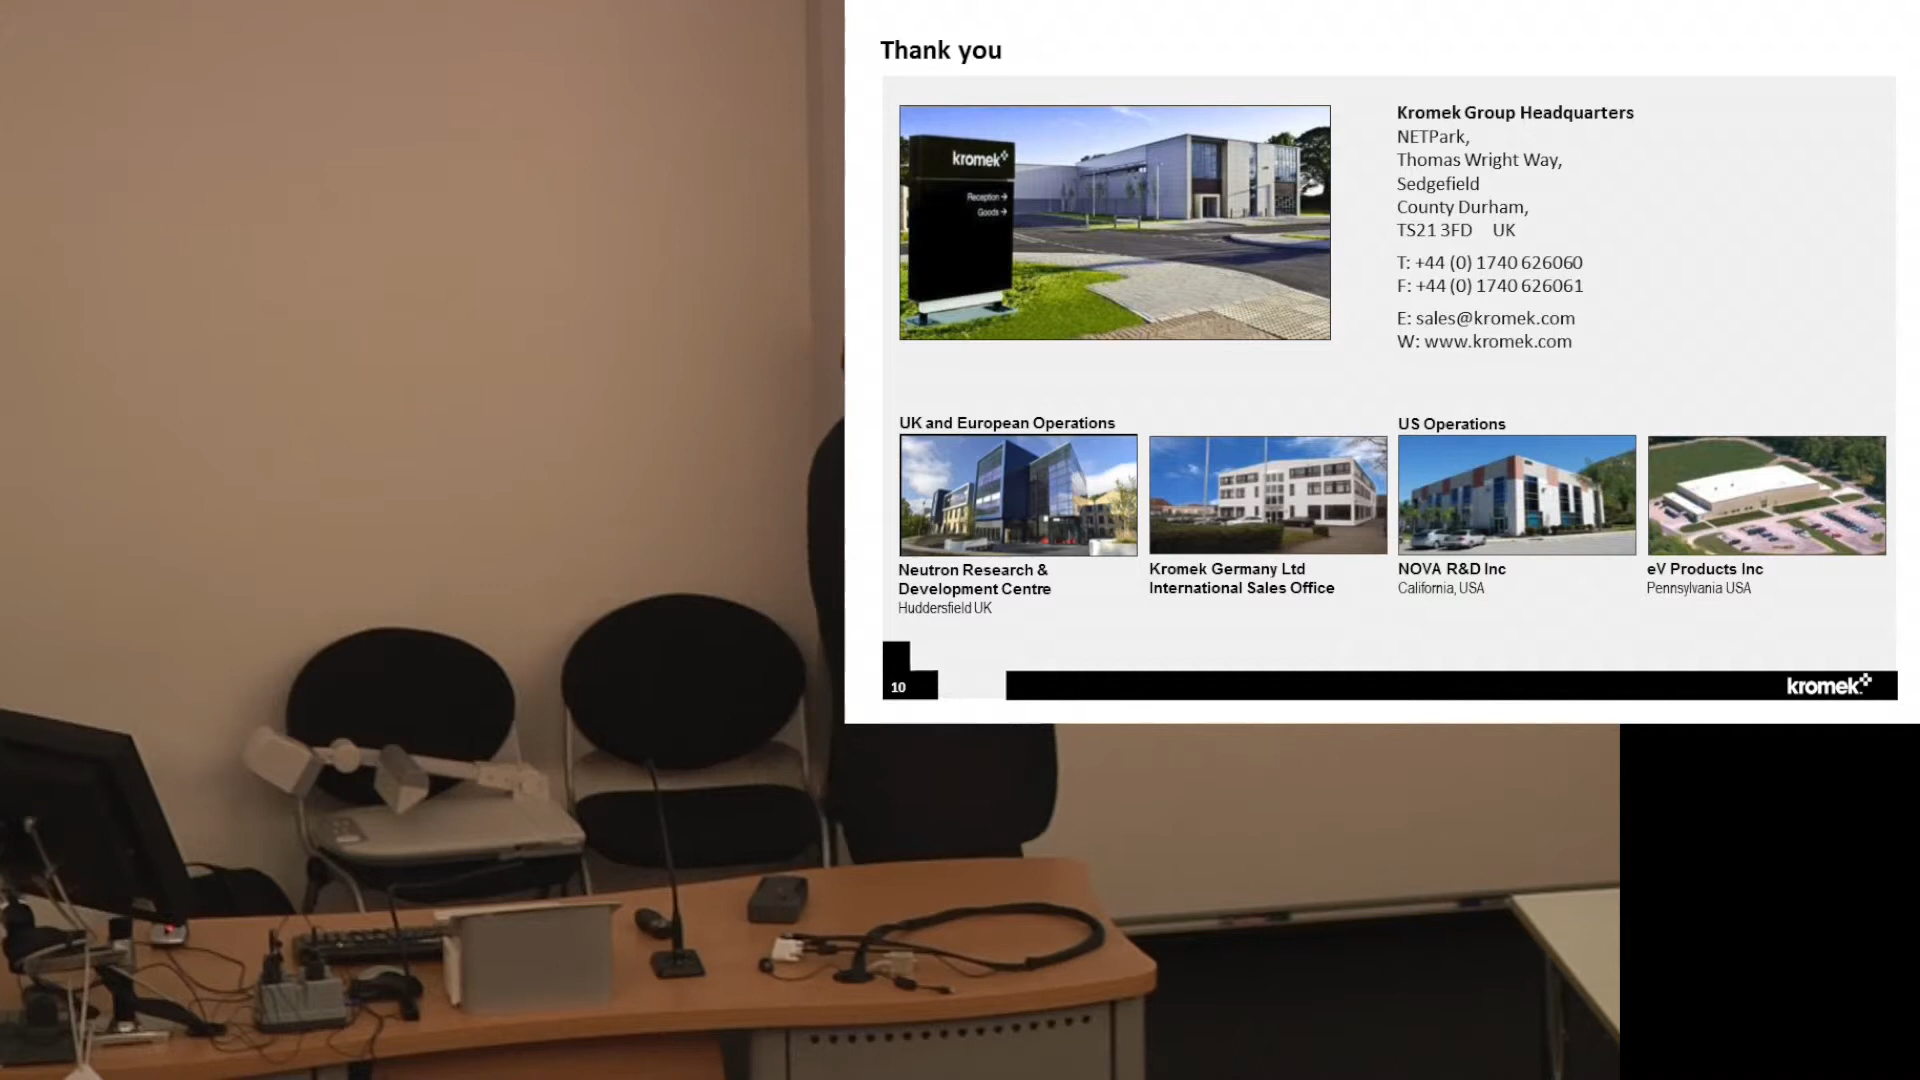 Thank you
kromek
Reception →
Goods →
Kromek Group Headquarters
NETPark,
Thomas Wright Way,
Sedgefield
County Durham,
TS21 3FD UK
T: +44 (0) 1740 626060
F: +44 (0) 1740 626061
E: sales@kromek.com
W: www.kromek.com
UK and European Operations
Neutron Research &
Development Centre
Huddersfield UK
Kromek Germany Ltd
International Sales Office
US Operations
NOVA R&D Inc
California, USA
eV Products Inc
Pennsylvania USA
10
kromek